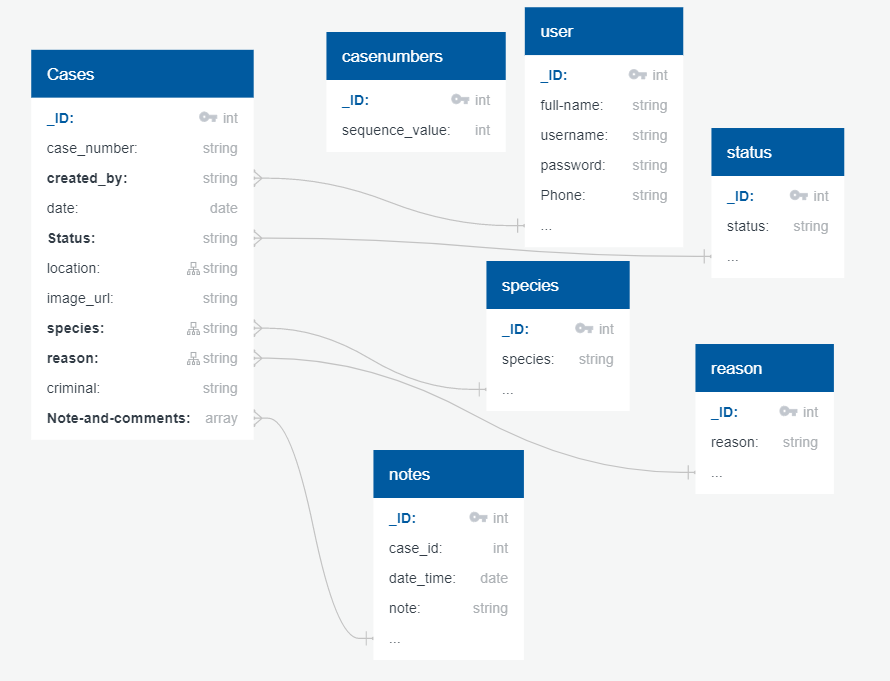 Cases
_ID: int
case_number: string
created_by: string
date: date
Status: string
location: string
image_url: string
species: string
reason: string
criminal: string
Note-and-comments: array
casenumbers
_ID: int
sequence_value: int
user
_ID: int
full-name: string
username: string
password: string
Phone: string
...
status
_ID: int
status: string
...
species
_ID: int
species: string
...
reason
_ID: int
reason: string
...
notes
_ID: int
case_id: int
date_time: date
note: string
...